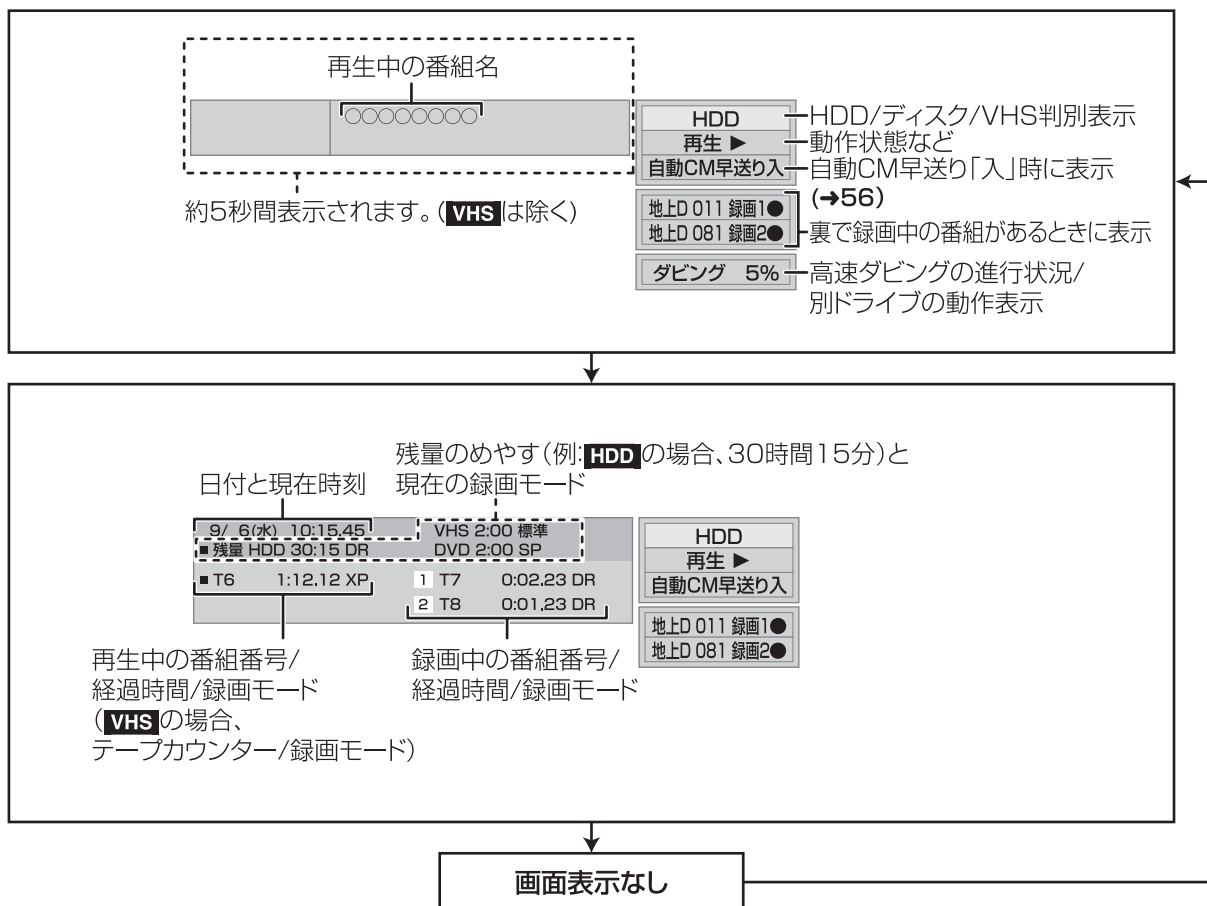 再生中の番組名
○○○○○○○○
HDD
再生 ▶
自動CM早送り入
HDD/ディスク/VHS判別表示
動作状態など
自動CM早送り「入」時に表示
(→56)
約5秒間表示されます。(VHSは除く)
地上D 011 録画1●
地上D 081 録画2●
裏で録画中の番組があるときに表示
ダビング 5%
高速ダビングの進行状況/
別ドライブの動作表示
残量のめやす(例:HDDの場合、30時間15分)と
現在の録画モード
日付と現在時刻
9/ 6(水) 10:15.45 VHS 2:00 標準
■残量 HDD 30:15 DR DVD 2:00 SP
■T6 1:12.12 XP 1 T7 0:02.23 DR
2 T8 0:01.23 DR
HDD
再生 ▶
自動CM早送り入
地上D 011 録画1●
地上D 081 録画2●
再生中の番組番号/
経過時間/録画モード
(VHSの場合、
テープカウンター/録画モード)
録画中の番組番号/
経過時間/録画モード
画面表示なし